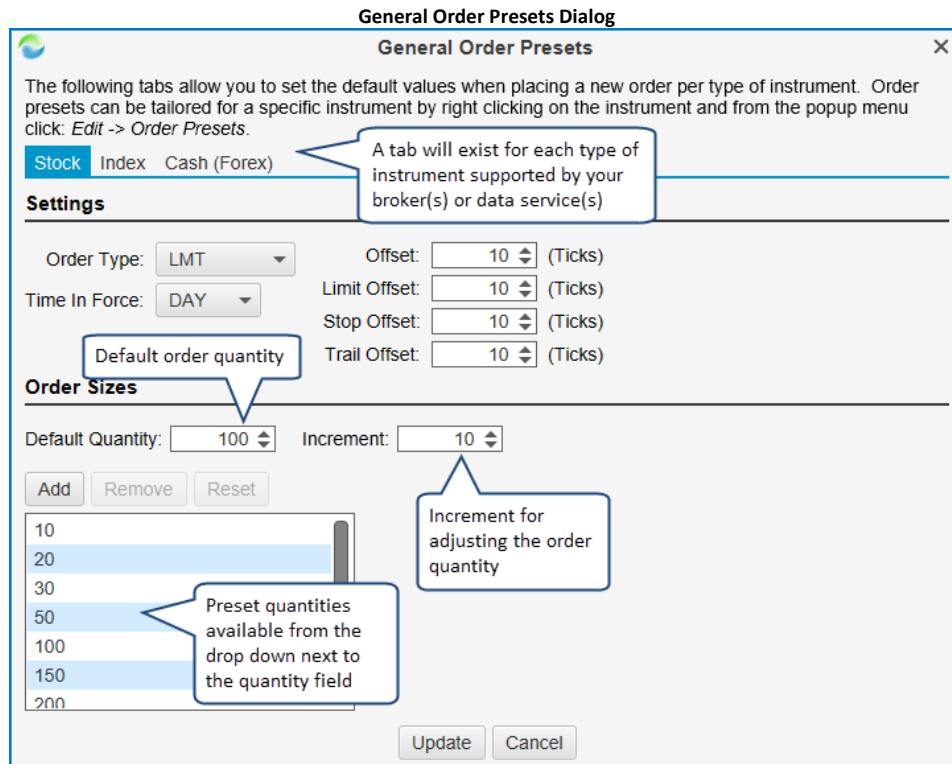 General Order Presets Dialog
General Order Presets
The following tabs allow you to set the default values when placing a new order per type of instrument.  Order
presets can be tailored for a specific instrument by right clicking on the instrument and from the popup menu
click: Edit -> Order Presets.
Stock Index Cash (Forex)
A tab will exist for each type of
instrument supported by your
broker(s) or data service(s)
Settings
Order Type: LMT
Offset: 10 (Ticks)
Time In Force: DAY
Limit Offset: 10 (Ticks)
Stop Offset: 10 (Ticks)
Trail Offset: 10 (Ticks)
Default order quantity
Order Sizes
Default Quantity: 100 Increment: 10
Add Remove Reset
Increment for
adjusting the order
quantity
10
20
30
50
100
150
200
Preset quantities
available from the
drop down next to
the quantity field
Update Cancel